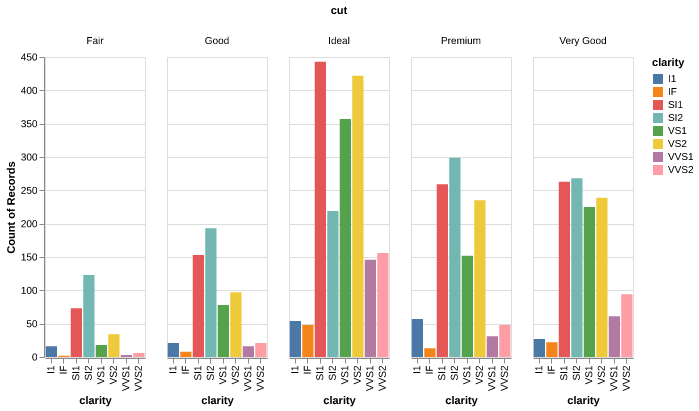 cut
Fair Good Ideal Premium Very Good
450
400
350
300
250
200
150
100
50
0
Count of Records
I1 IF SI1 SI2 VS1 VS2 VVS1 VVS2
I1 IF SI1 SI2 VS1 VS2 VVS1 VVS2
I1 IF SI1 SI2 VS1 VS2 VVS1 VVS2
I1 IF SI1 SI2 VS1 VS2 VVS1 VVS2
I1 IF SI1 SI2 VS1 VS2 VVS1 VVS2
clarity clarity clarity clarity clarity
clarity
I1
IF
SI1
SI2
VS1
VS2
VVS1
VVS2